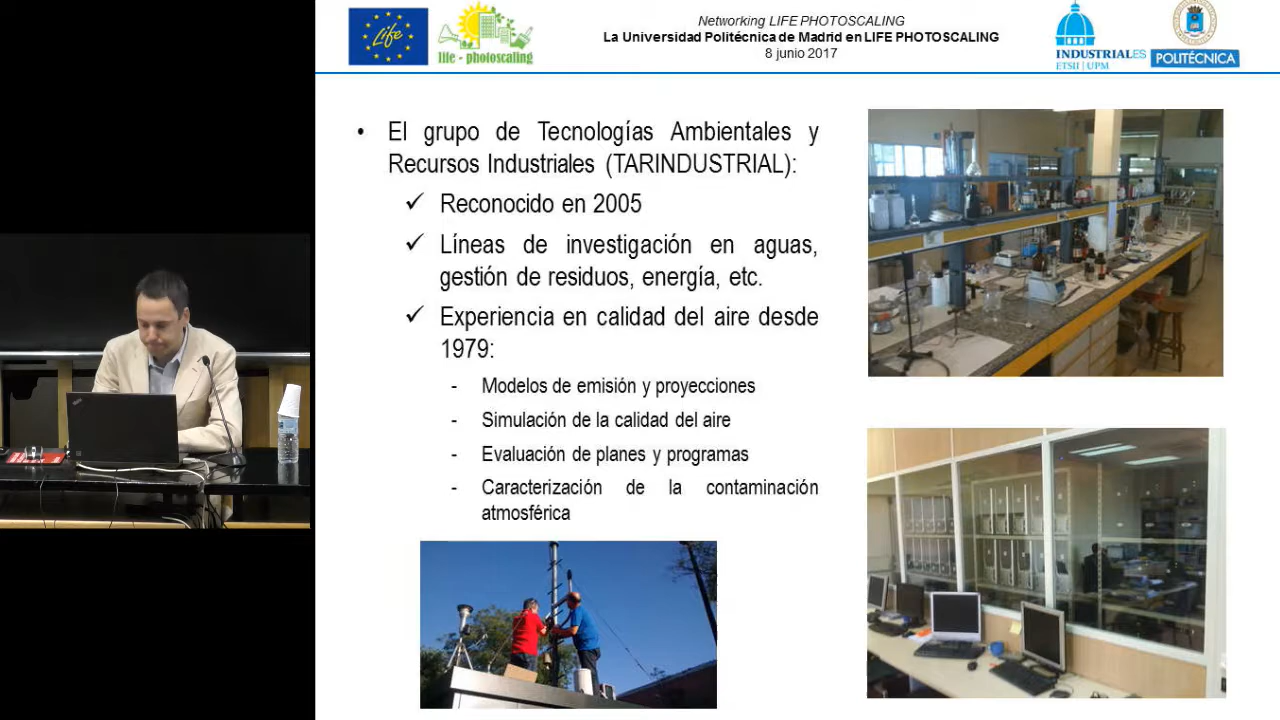 Life
life - photoscaling
Networking LIFE PHOTOSCALING
La Universidad Politécnica de Madrid en LIFE PHOTOSCALING
8 junio 2017
INDUSTRIALES
ETSII | UPM
POLITÉCNICA
• El grupo de Tecnologías Ambientales y
Recursos Industriales (TARINDUSTRIAL):
✓ Reconocido en 2005
✓ Líneas de investigación en aguas,
gestión de residuos, energía, etc.
✓ Experiencia en calidad del aire desde
1979:
- Modelos de emisión y proyecciones
- Simulación de la calidad del aire
- Evaluación de planes y programas
- Caracterización de la contaminación
atmosférica